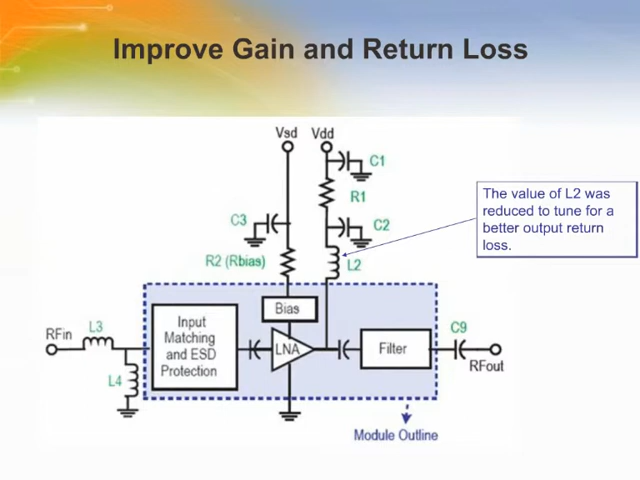 Improve Gain and Return Loss
Vsd
Vdd
C1
R1
C3
C2
R2 (Rbias)
L2
The value of L2 was
reduced to tune for a
better output return
loss.
Bias
RFin
L3
Input
Matching
and ESD
Protection
LNA
Filter
C9
RFout
L4
Module Outline